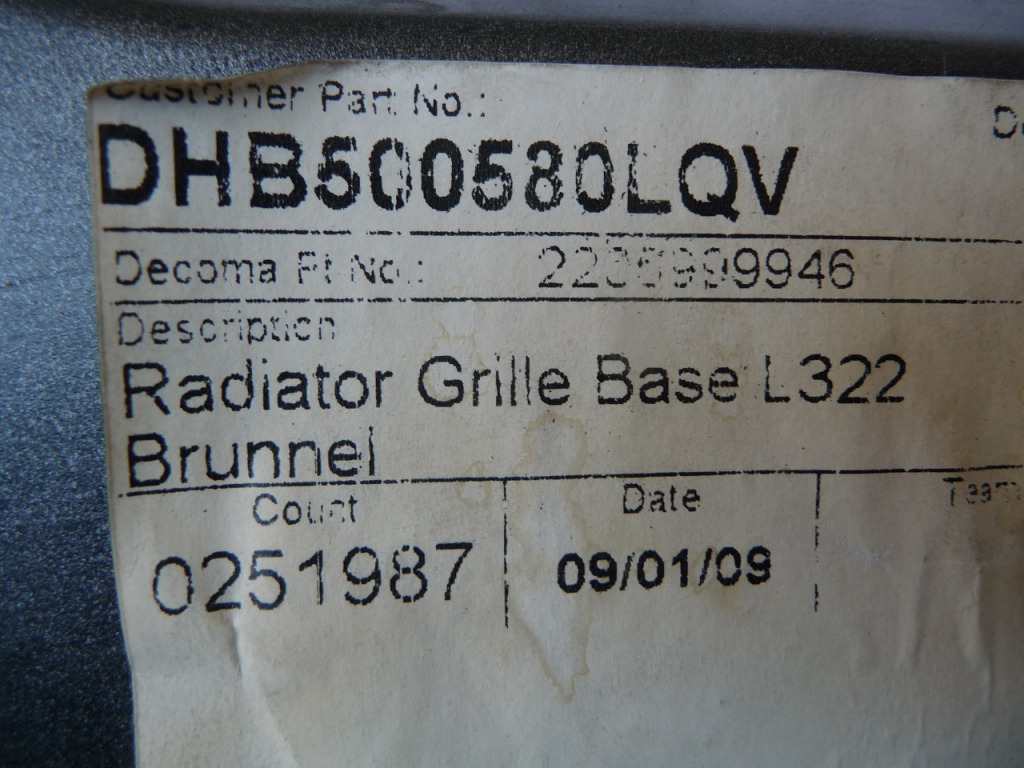 Customer Part No.:
DHB500580LQV
Decoma Pt No.:
Description
Radiator Grille Base L322
Brunnel
Count Date Team
0251987 09/01/09